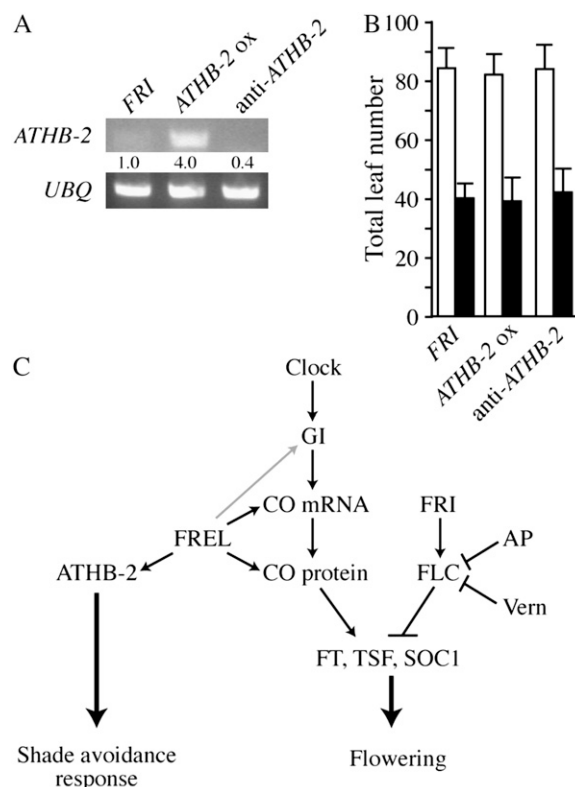 A
FRI
ATHB-2 ox
anti-ATHB-2
ATHB-2
1.0 4.0 0.4
UBQ
B
Total leaf number
100
80
60
40
20
0
FRI
ATHB-2 ox
anti-ATHB-2
C
Clock
GI
CO mRNA
FRI
FREL
AP
ATHB-2
CO protein
FLC
Vern
FT, TSF, SOC1
Shade avoidance
response
Flowering